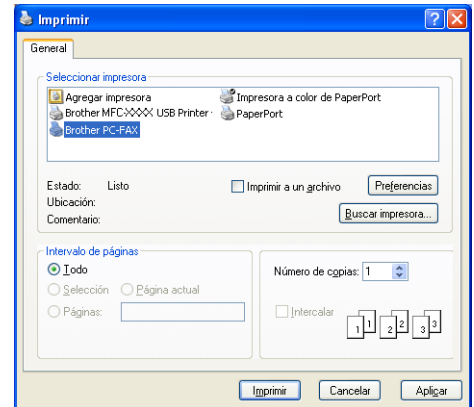 Imprimir
General
Seleccionar impresora
Agregar impresora
Impresora a color de PaperPort
Brother MFC-XXXX USB Printer
PaperPort
Brother PC-FAX
Estado: Listo
Imprimir a un archivo
Preferencias
Ubicación:
Comentario:
Buscar impresora...
Intervalo de páginas
Todo
Selección
Página actual
Páginas:
Número de copias: 1
Intercalar
1 1 2 2 3 3
Imprimir
Cancelar
Aplicar